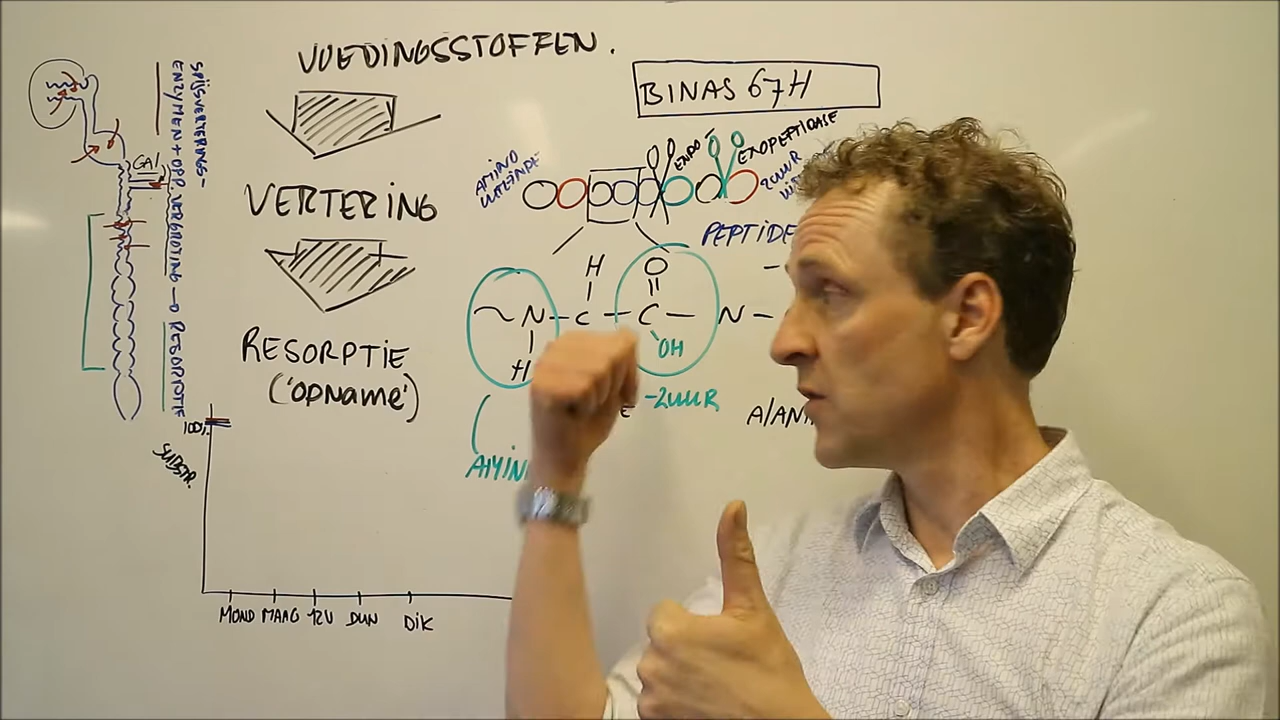 VOEDINGSSTOFFEN.
VERTERING
RESORPTIE
('OPNAME')
SPIJSVERTERINGS-
ENZYMEN + OPP. VERGROTING → RESORPTIE
GAL
BINAS 67H
AMINO
UITEINDE
ENDO-
EXOPEPTIDASE
ZUUR
PEPTIDE
H
O
~ N - C - C - N -
H
OH
-ZUUR
AMIN
ALAN
100%
SUBSTR.
MOND MAAG 12V DUN DIK